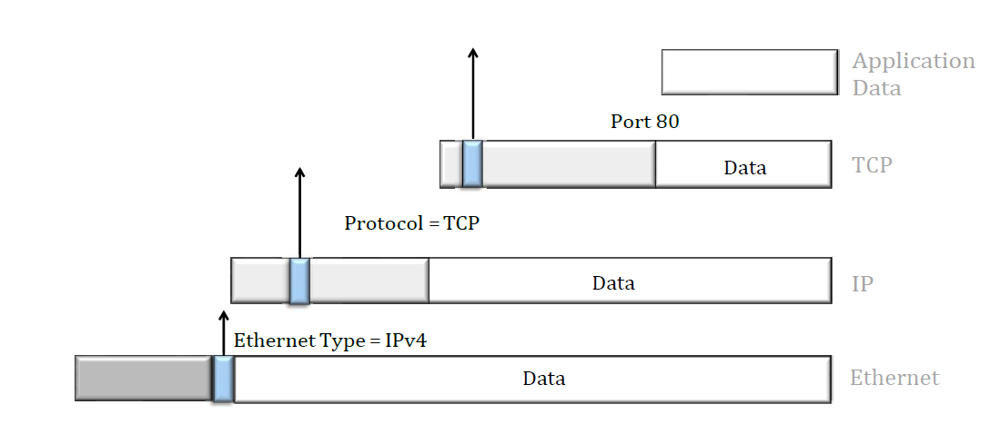 Application
Data
Port 80
Data
TCP
Protocol = TCP
Data
IP
Ethernet Type = IPv4
Data
Ethernet